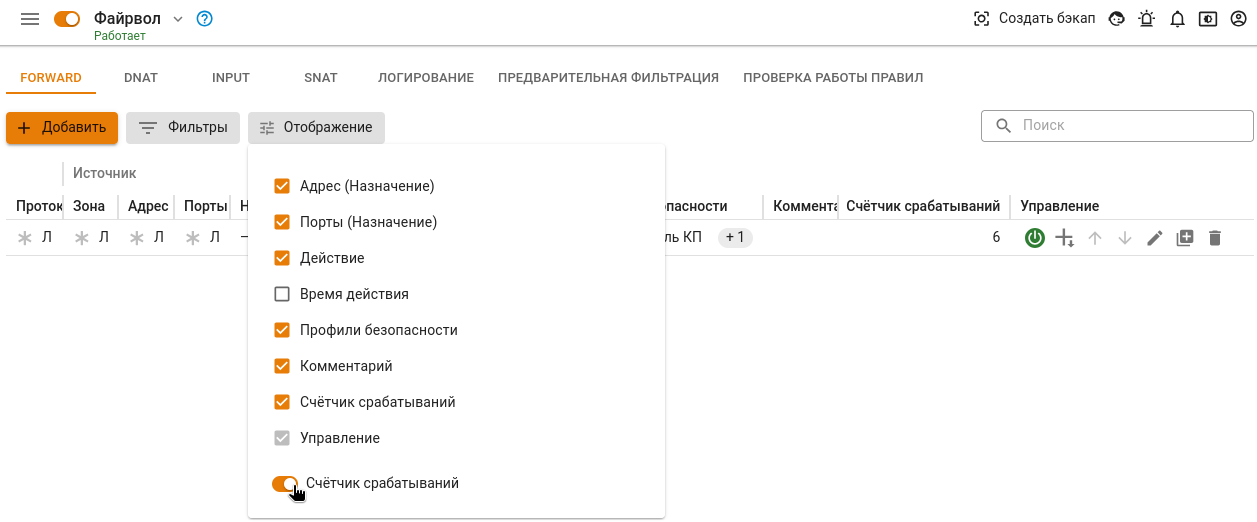 Файрвол
Работает
Создать бэкап
FORWARD DNAT INPUT SNAT ЛОГИРОВАНИЕ ПРЕДВАРИТЕЛЬНАЯ ФИЛЬТРАЦИЯ ПРОВЕРКА РАБОТЫ ПРАВИЛ
Добавить Фильтры Отображение Поиск
Источник
Проток Зона Адрес Порты Н опасности Коммента Счётчик срабатываний Управление
Л Л Л Л ль КП + 1 6
Адрес (Назначение)
Порты (Назначение)
Действие
Время действия
Профили безопасности
Комментарий
Счётчик срабатываний
Управление
Счётчик срабатываний